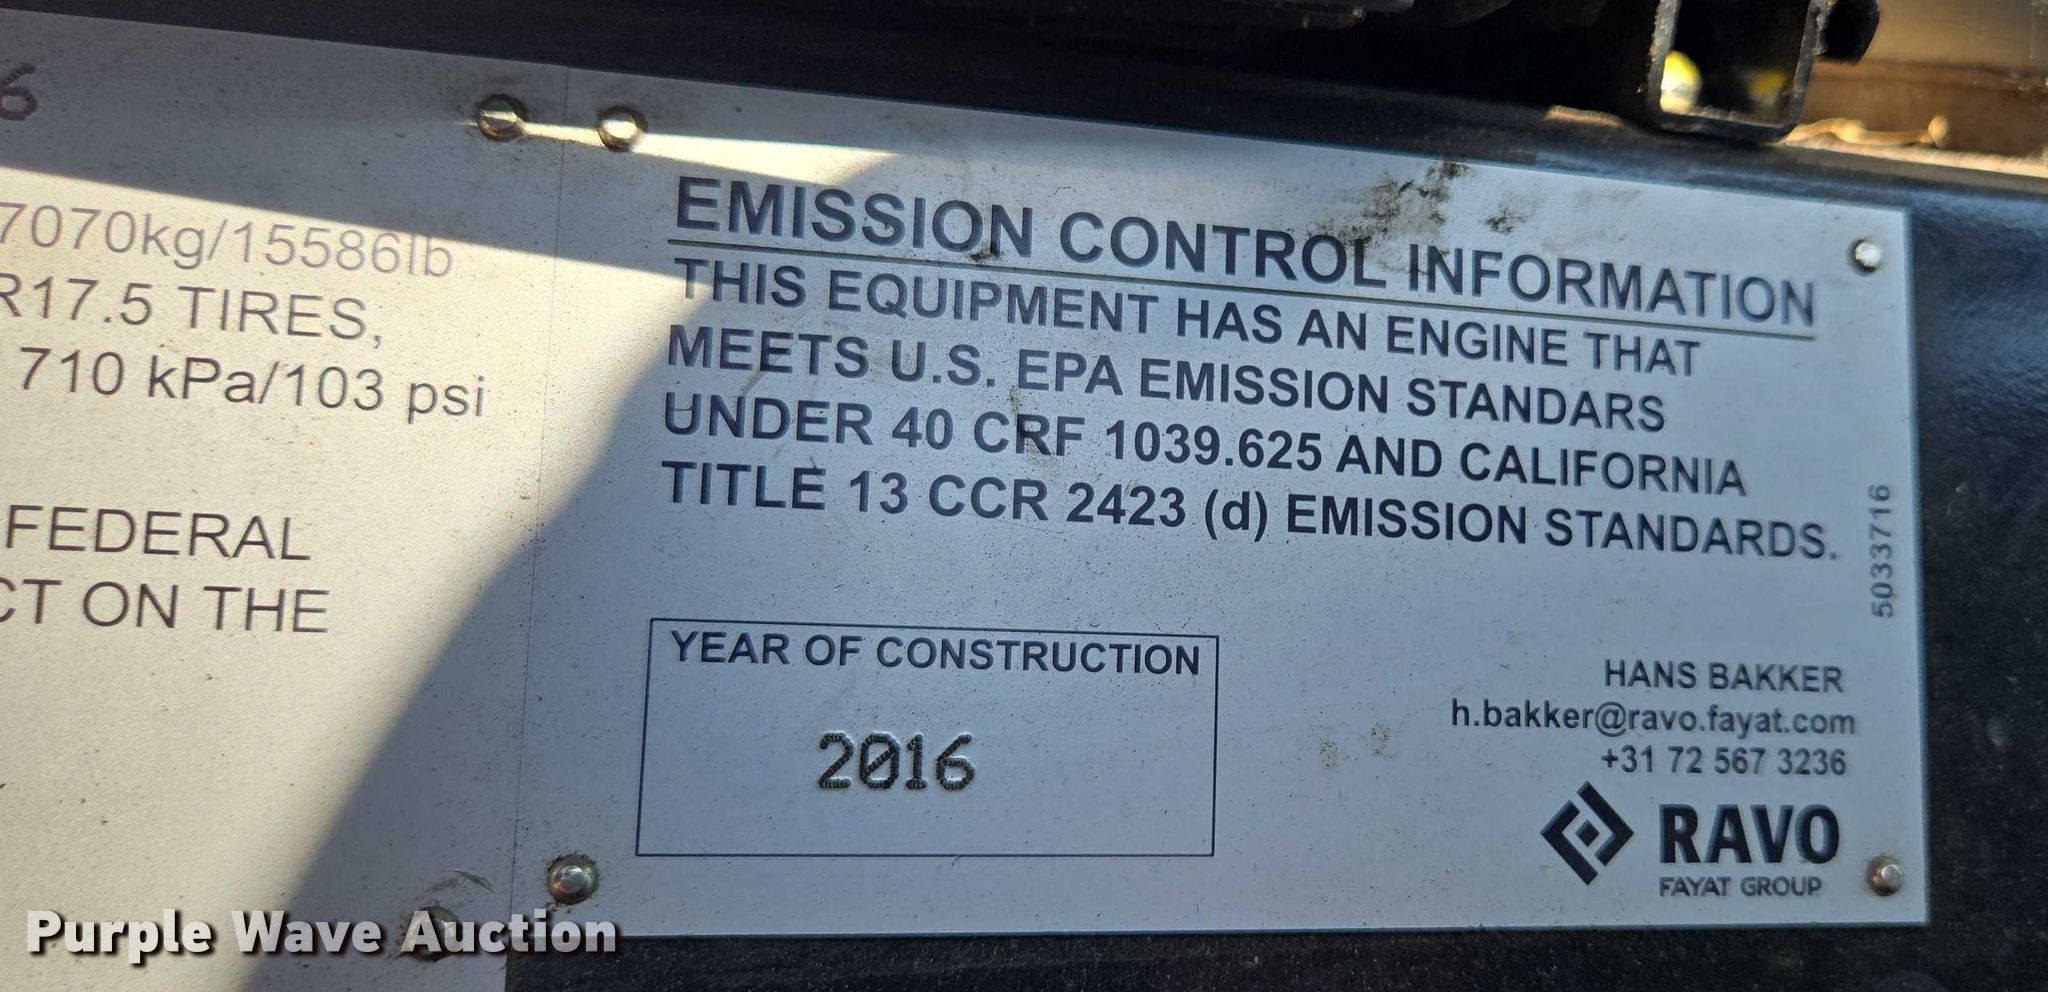 6
7070kg/15586lb
R17.5 TIRES,
710 kPa/103 psi
FEDERAL
CT ON THE
EMISSION CONTROL INFORMATION
THIS EQUIPMENT HAS AN ENGINE THAT
MEETS U.S. EPA EMISSION STANDARS
UNDER 40 CRF 1039.625 AND CALIFORNIA
TITLE 13 CCR 2423 (d) EMISSION STANDARDS.
50337716
YEAR OF CONSTRUCTION
2016
HANS BAKKER
h.bakker@ravo.fayat.com
+31 72 567 3236
RAVO
FAYAT GROUP
Purple Wave Auction